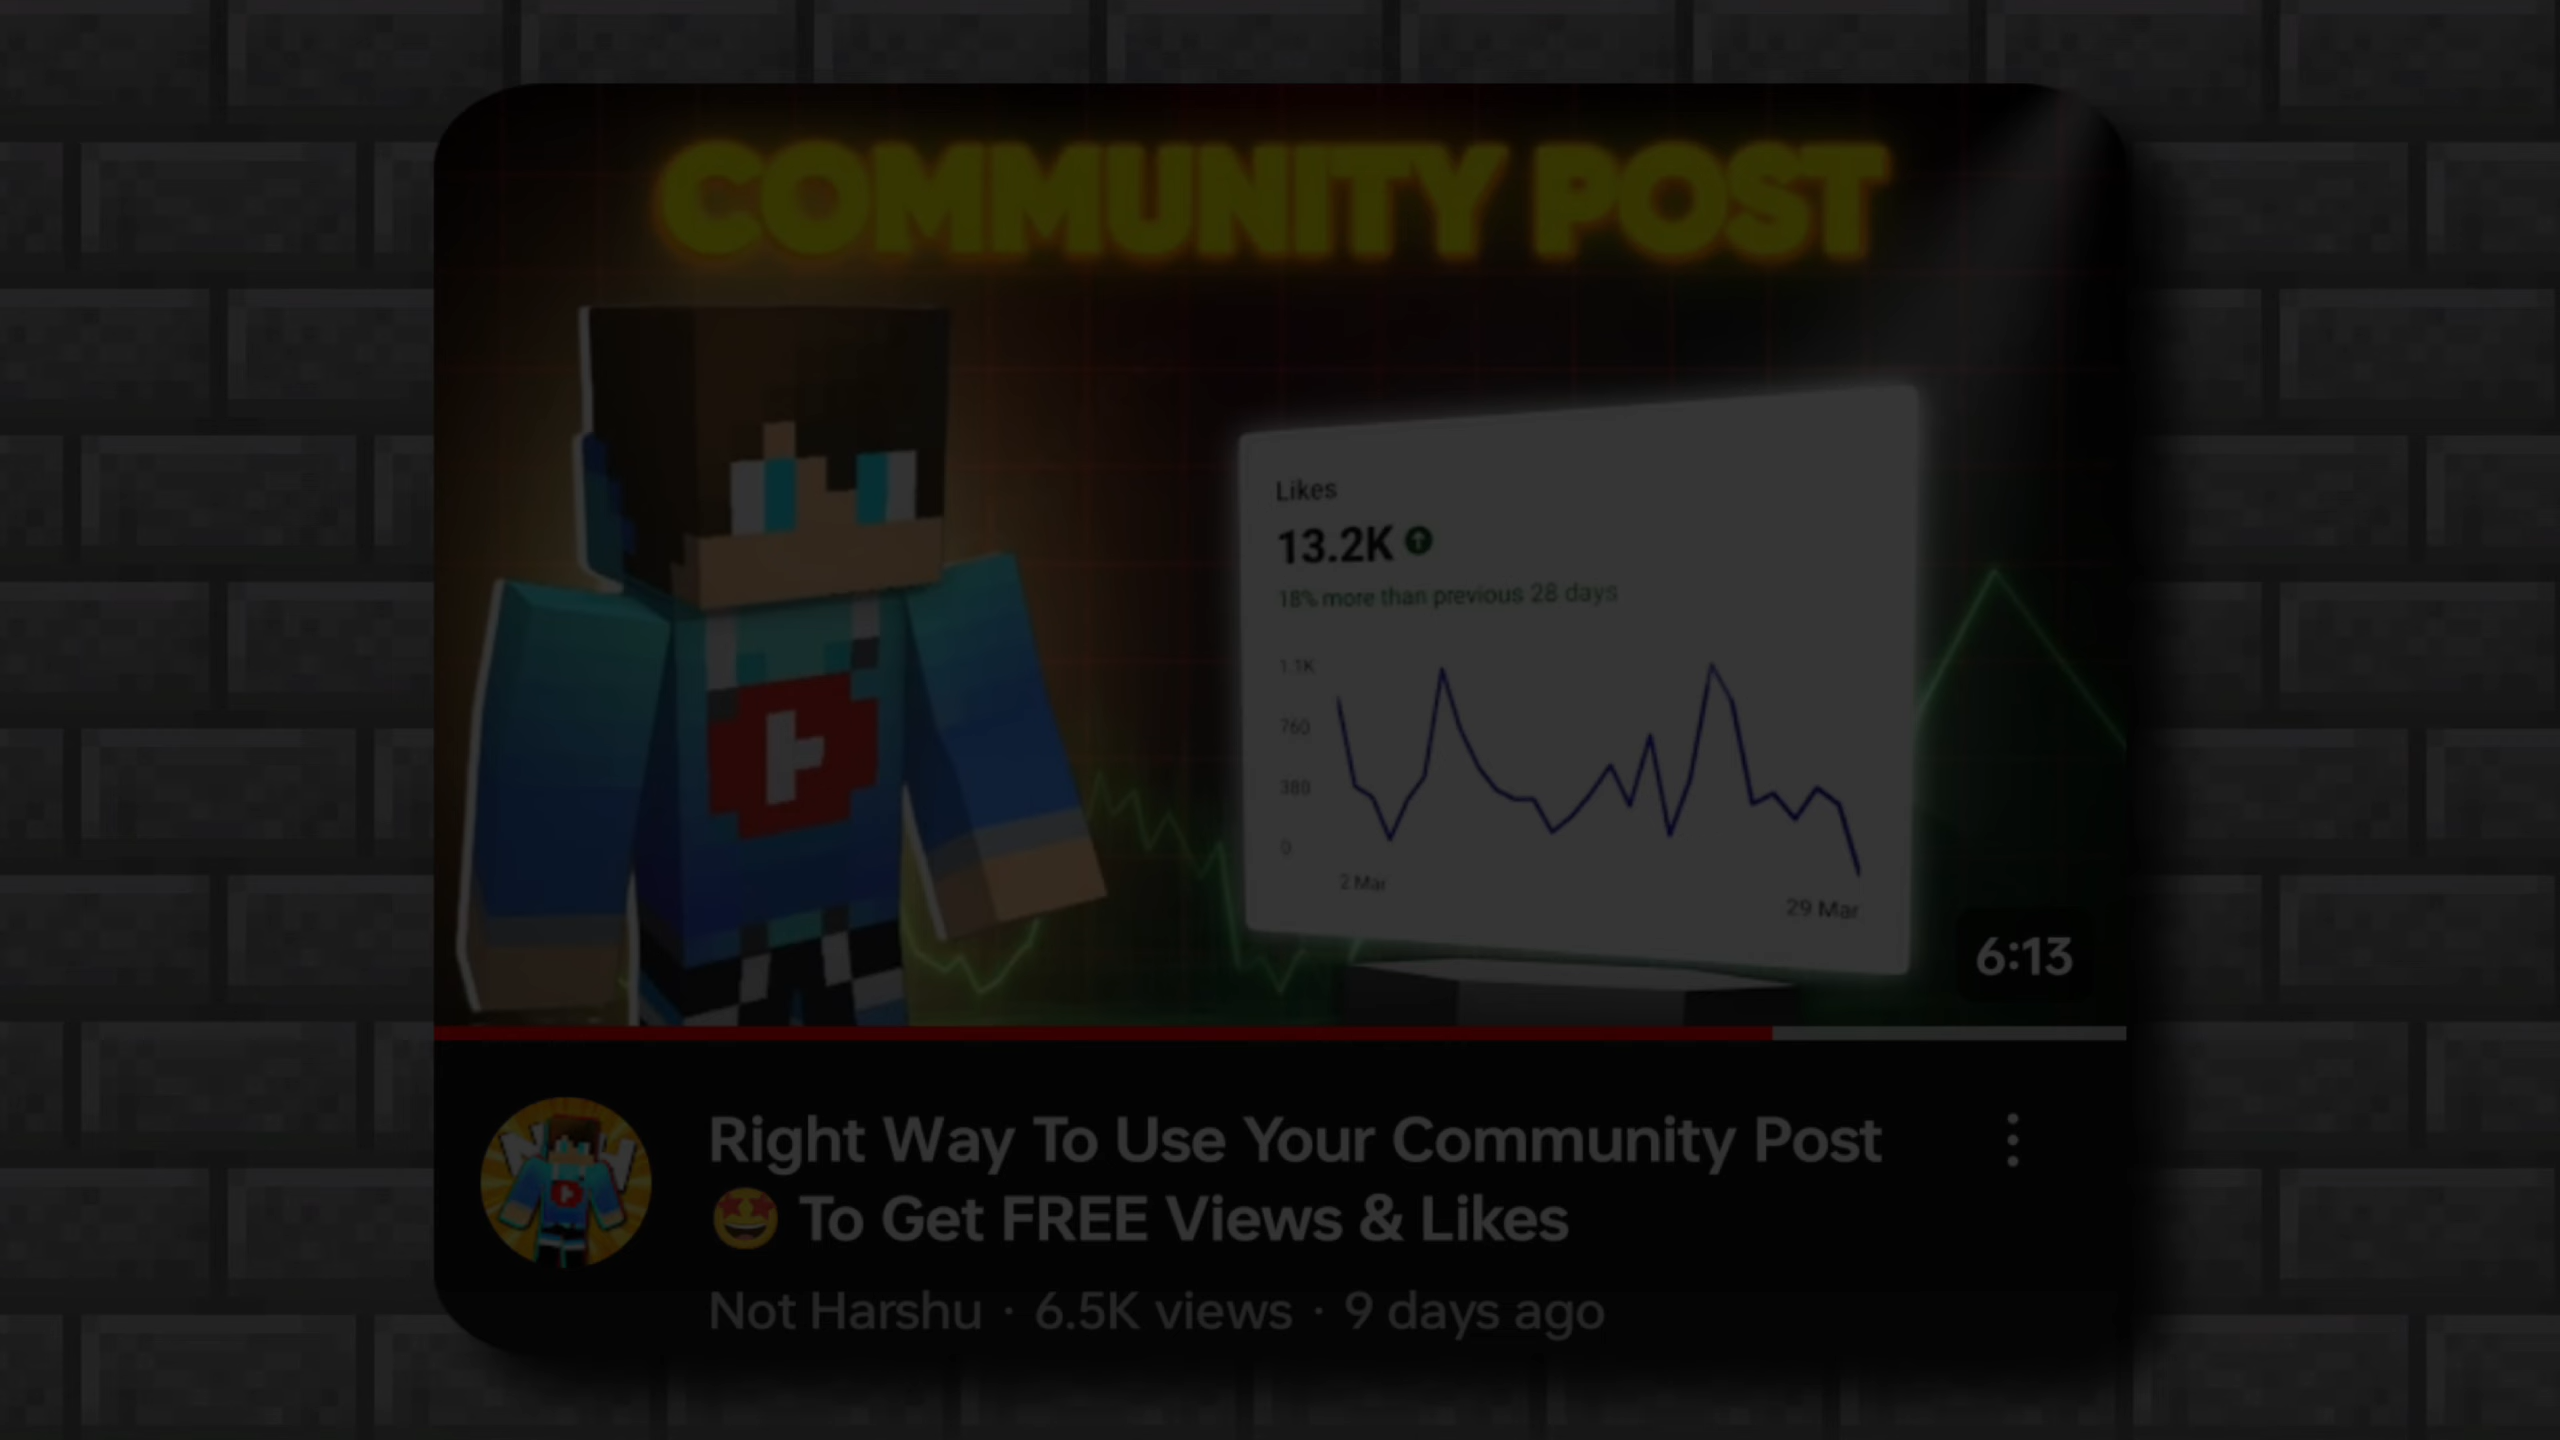 COMMUNITY POST
Likes
13.2K
18% more than previous 28 days
1.1K
760
380
0
2 Mar
29 Mar
6:13
Right Way To Use Your Community Post
🤩 To Get FREE Views & Likes
Not Harshu · 6.5K views · 9 days ago